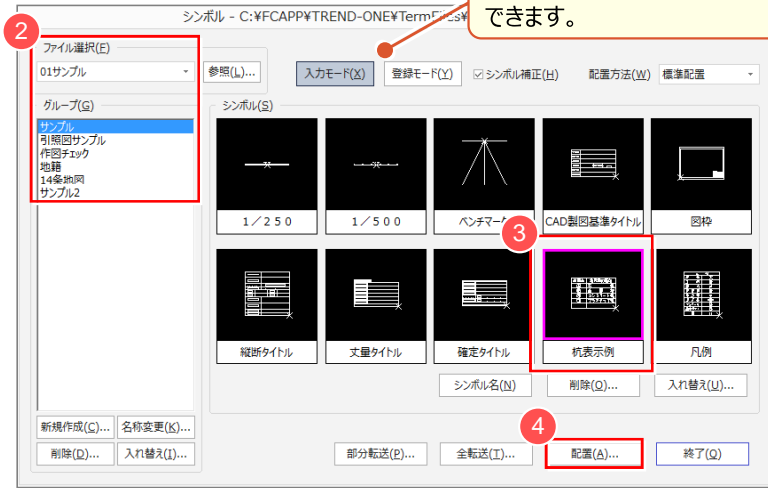 シンボル - C:¥FCAPP¥TREND-ONE¥TermFiles¥
できます。
2
ファイル選択(F)
01サンプル
参照(L)...
入力モード(X)
登録モード(Y)
シンボル補正(H)
配置方法(W)
標準配置
グループ(G)
サンプル
引照図サンプル
作図チェック
地籍
14条地図
サンプル2
シンボル(S)
1/250
1/500
ベンチマーク
CAD製図基準タイトル
図枠
3
縦断タイトル
丈量タイトル
確定タイトル
杭表示例
凡例
シンボル名(N)
削除(O)...
入れ替え(U)...
新規作成(C)...
名称変更(K)...
4
削除(D)...
入れ替え(I)...
部分転送(P)...
全転送(T)...
配置(A)...
終了(Q)